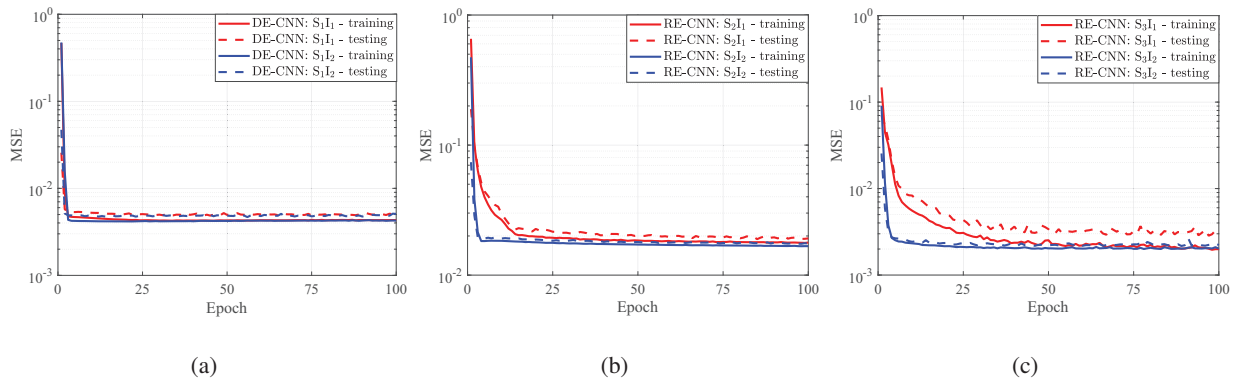 10^0
10^-1
10^-2
10^-3
MSE
0 25 50 75 100
Epoch
DE-CNN: S₁I₁ - training
DE-CNN: S₁I₁ - testing
DE-CNN: S₁I₂ - training
DE-CNN: S₁I₂ - testing
(a)
10^0
10^-1
10^-2
MSE
0 25 50 75 100
Epoch
RE-CNN: S₂I₁ - training
RE-CNN: S₂I₁ - testing
RE-CNN: S₂I₂ - training
RE-CNN: S₂I₂ - testing
(b)
10^0
10^-1
10^-2
10^-3
MSE
0 25 50 75 100
Epoch
RE-CNN: S₃I₁ - training
RE-CNN: S₃I₁ - testing
RE-CNN: S₃I₂ - training
RE-CNN: S₃I₂ - testing
(c)